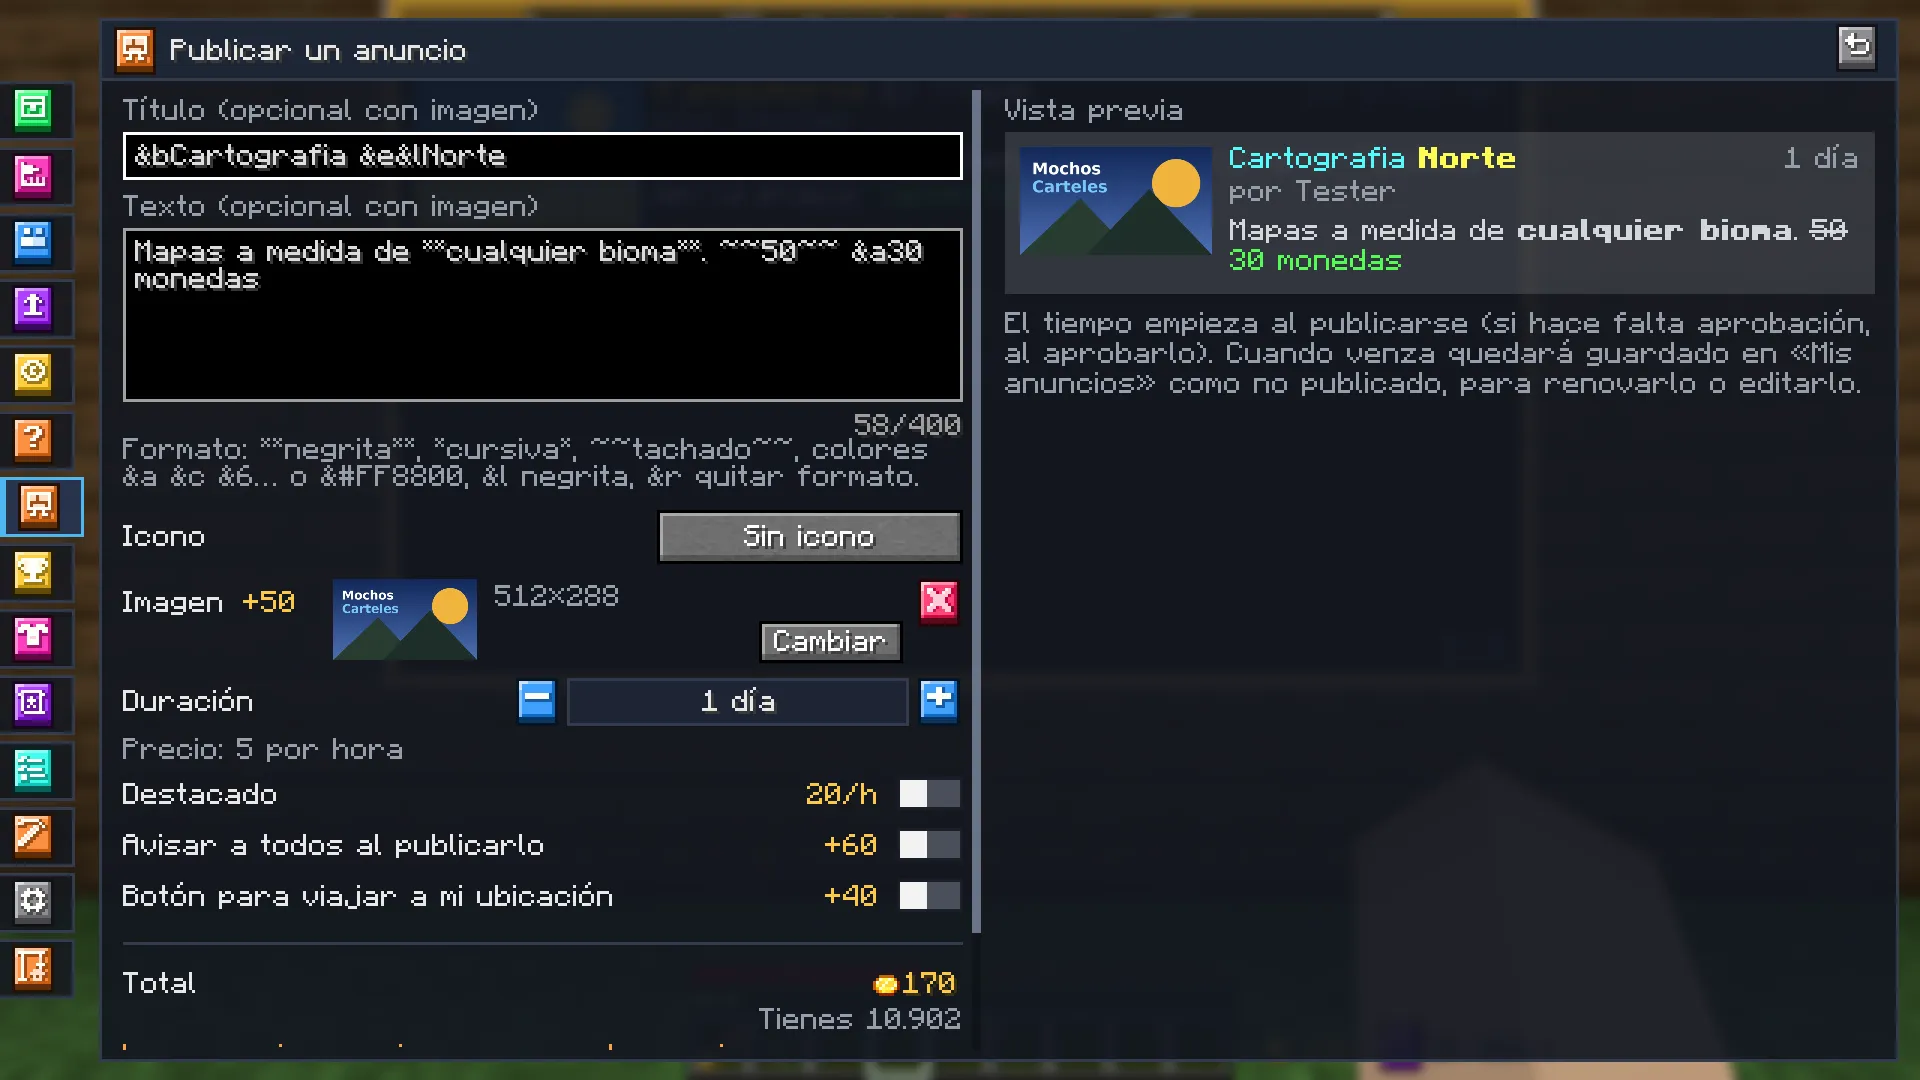 Publicar un anuncio
Título (opcional con imagen)
&bCartografia &e&lNorte
Texto (opcional con imagen)
Mapas a medida de **cualquier bioma**. ~~50~~ &a30
monedas
58/400
Formato: **negrita**, *cursiva*, ~~tachado~~, colores
&a &c &6... o &#FF8800, &l negrita, &r quitar formato.
Icono
Sin icono
Imagen +50
Mochos
Carteles
512×288
Cambiar
Duración
1 día
Precio: 5 por hora
Destacado
20/h
Avisar a todos al publicarlo
+60
Botón para viajar a mi ubicación
+40
Total
170
Tienes 10.902
Vista previa
Mochos
Carteles
Cartografia Norte
1 día
por Tester
Mapas a medida de cualquier bioma. 50
30 monedas
El tiempo empieza al publicarse (si hace falta aprobación,
al aprobarlo). Cuando venza quedará guardado en «Mis
anuncios» como no publicado, para renovarlo o editarlo.